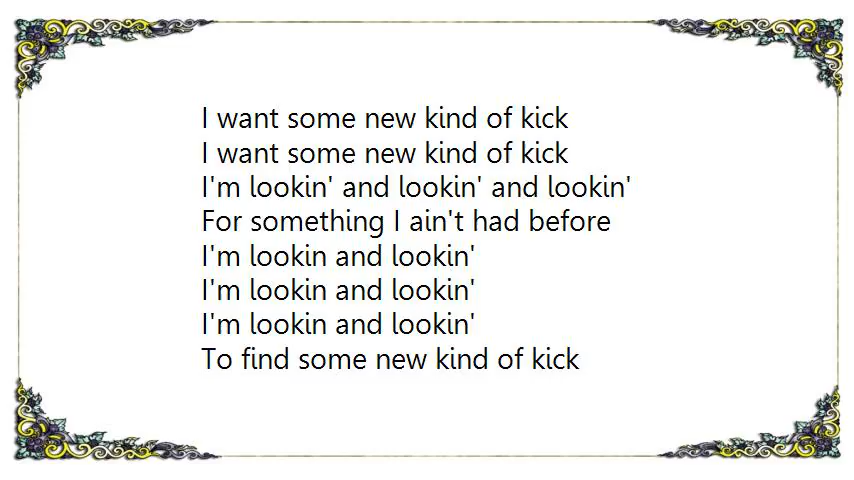 I want some new kind of kick
I want some new kind of kick
I'm lookin' and lookin' and lookin'
For something I ain't had before
I'm lookin and lookin'
I'm lookin and lookin'
I'm lookin and lookin'
To find some new kind of kick